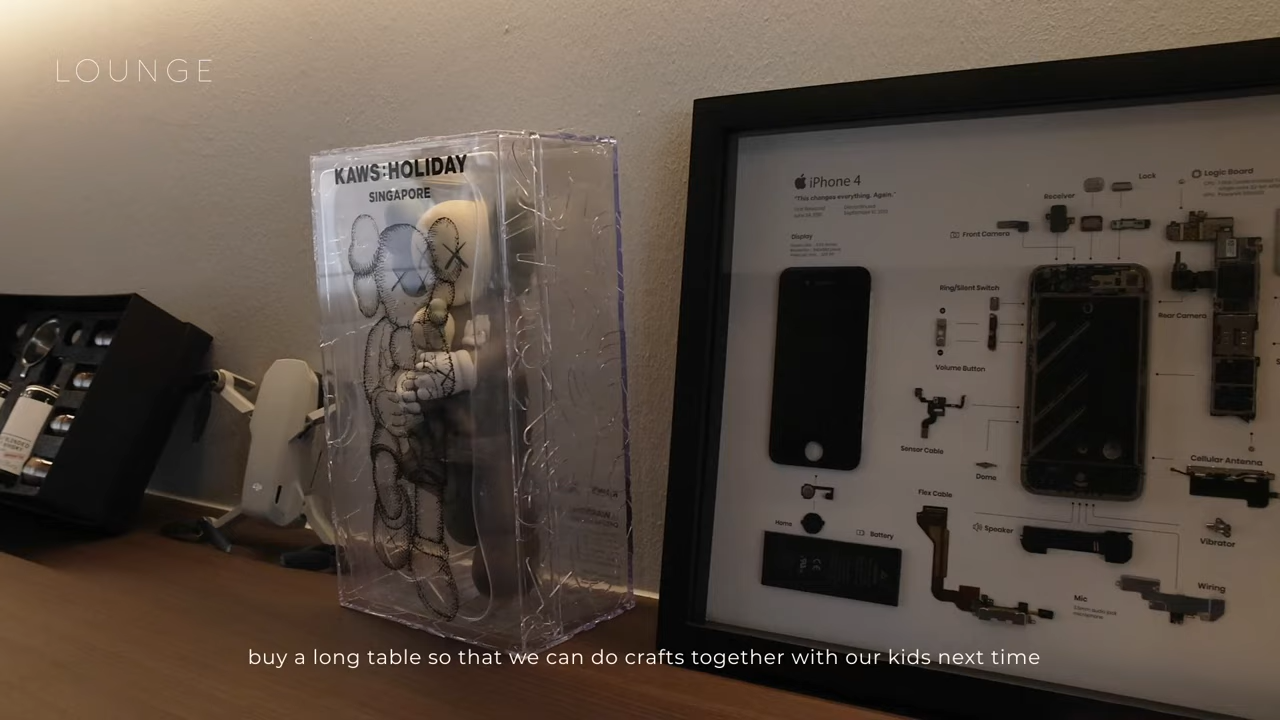 LOUNGE
KAWS:HOLIDAY
SINGAPORE
iPhone 4
"This changes everything. Again."
Display
Receiver
Lock
Logic Board
Front Camera
Ring/Silent Switch
Rear Camera
Volume Button
Sensor Cable
Dome
Cellular Antenna
Flex Cable
Home
Battery
Speaker
Vibrator
Wiring
Mic
buy a long table so that we can do crafts together with our kids next time